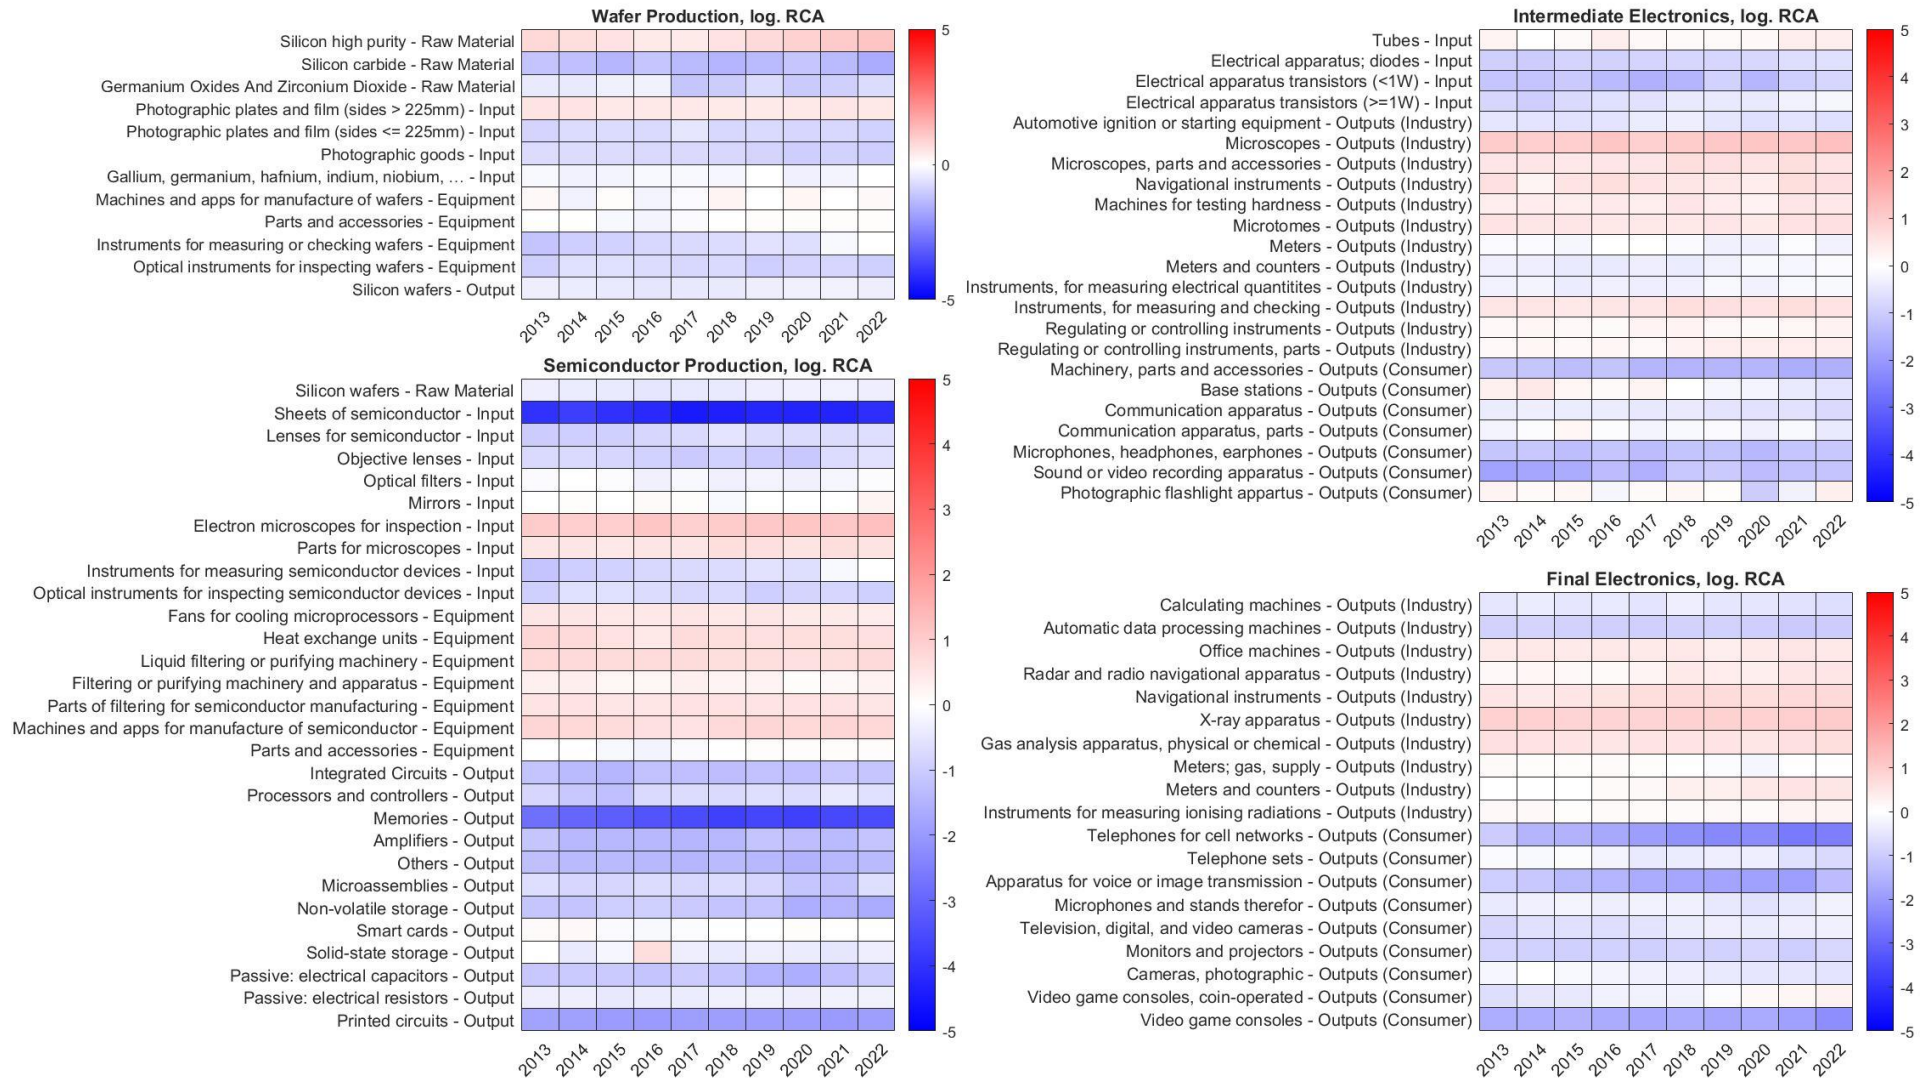 Wafer Production, log. RCA
Silicon high purity - Raw Material
Silicon carbide - Raw Material
Germanium Oxides And Zirconium Dioxide - Raw Material
Photographic plates and film (sides > 225mm) - Input
Photographic plates and film (sides <= 225mm) - Input
Photographic goods - Input
Gallium, germanium, hafnium, indium, niobium, … - Input
Machines and apps for manufacture of wafers - Equipment
Parts and accessories - Equipment
Instruments for measuring or checking wafers - Equipment
Optical instruments for inspecting wafers - Equipment
Silicon wafers - Output
2013 2014 2015 2016 2017 2018 2019 2020 2021 2022
5
0
-5
Semiconductor Production, log. RCA
Silicon wafers - Raw Material
Sheets of semiconductor - Input
Lenses for semiconductor - Input
Objective lenses - Input
Optical filters - Input
Mirrors - Input
Electron microscopes for inspection - Input
Parts for microscopes - Input
Instruments for measuring semiconductor devices - Input
Optical instruments for inspecting semiconductor devices - Input
Fans for cooling microprocessors - Equipment
Heat exchange units - Equipment
Liquid filtering or purifying machinery - Equipment
Filtering or purifying machinery and apparatus - Equipment
Parts of filtering for semiconductor manufacturing - Equipment
Machines and apps for manufacture of semiconductor - Equipment
Parts and accessories - Equipment
Integrated Circuits - Output
Processors and controllers - Output
Memories - Output
Amplifiers - Output
Others - Output
Microassemblies - Output
Non-volatile storage - Output
Smart cards - Output
Solid-state storage - Output
Passive: electrical capacitors - Output
Passive: electrical resistors - Output
Printed circuits - Output
2013 2014 2015 2016 2017 2018 2019 2020 2021 2022
5
4
3
2
1
0
-1
-2
-3
-4
-5
Intermediate Electronics, log. RCA
Tubes - Input
Electrical apparatus; diodes - Input
Electrical apparatus transistors (<1W) - Input
Electrical apparatus transistors (>=1W) - Input
Automotive ignition or starting equipment - Outputs (Industry)
Microscopes - Outputs (Industry)
Microscopes, parts and accessories - Outputs (Industry)
Navigational instruments - Outputs (Industry)
Machines for testing hardness - Outputs (Industry)
Microtomes - Outputs (Industry)
Meters - Outputs (Industry)
Meters and counters - Outputs (Industry)
Instruments, for measuring electrical quantitites - Outputs (Industry)
Instruments, for measuring and checking - Outputs (Industry)
Regulating or controlling instruments - Outputs (Industry)
Regulating or controlling instruments, parts - Outputs (Industry)
Machinery, parts and accessories - Outputs (Consumer)
Base stations - Outputs (Consumer)
Communication apparatus - Outputs (Consumer)
Communication apparatus, parts - Outputs (Consumer)
Microphones, headphones, earphones - Outputs (Consumer)
Sound or video recording apparatus - Outputs (Consumer)
Photographic flashlight appartus - Outputs (Consumer)
2013 2014 2015 2016 2017 2018 2019 2020 2021 2022
5
4
3
2
1
0
-1
-2
-3
-4
-5
Final Electronics, log. RCA
Calculating machines - Outputs (Industry)
Automatic data processing machines - Outputs (Industry)
Office machines - Outputs (Industry)
Radar and radio navigational apparatus - Outputs (Industry)
Navigational instruments - Outputs (Industry)
X-ray apparatus - Outputs (Industry)
Gas analysis apparatus, physical or chemical - Outputs (Industry)
Meters; gas, supply - Outputs (Industry)
Meters and counters - Outputs (Industry)
Instruments for measuring ionising radiations - Outputs (Industry)
Telephones for cell networks - Outputs (Consumer)
Telephone sets - Outputs (Consumer)
Apparatus for voice or image transmission - Outputs (Consumer)
Microphones and stands therefor - Outputs (Consumer)
Television, digital, and video cameras - Outputs (Consumer)
Monitors and projectors - Outputs (Consumer)
Cameras, photographic - Outputs (Consumer)
Video game consoles, coin-operated - Outputs (Consumer)
Video game consoles - Outputs (Consumer)
2013 2014 2015 2016 2017 2018 2019 2020 2021 2022
5
4
3
2
1
0
-1
-2
-3
-4
-5